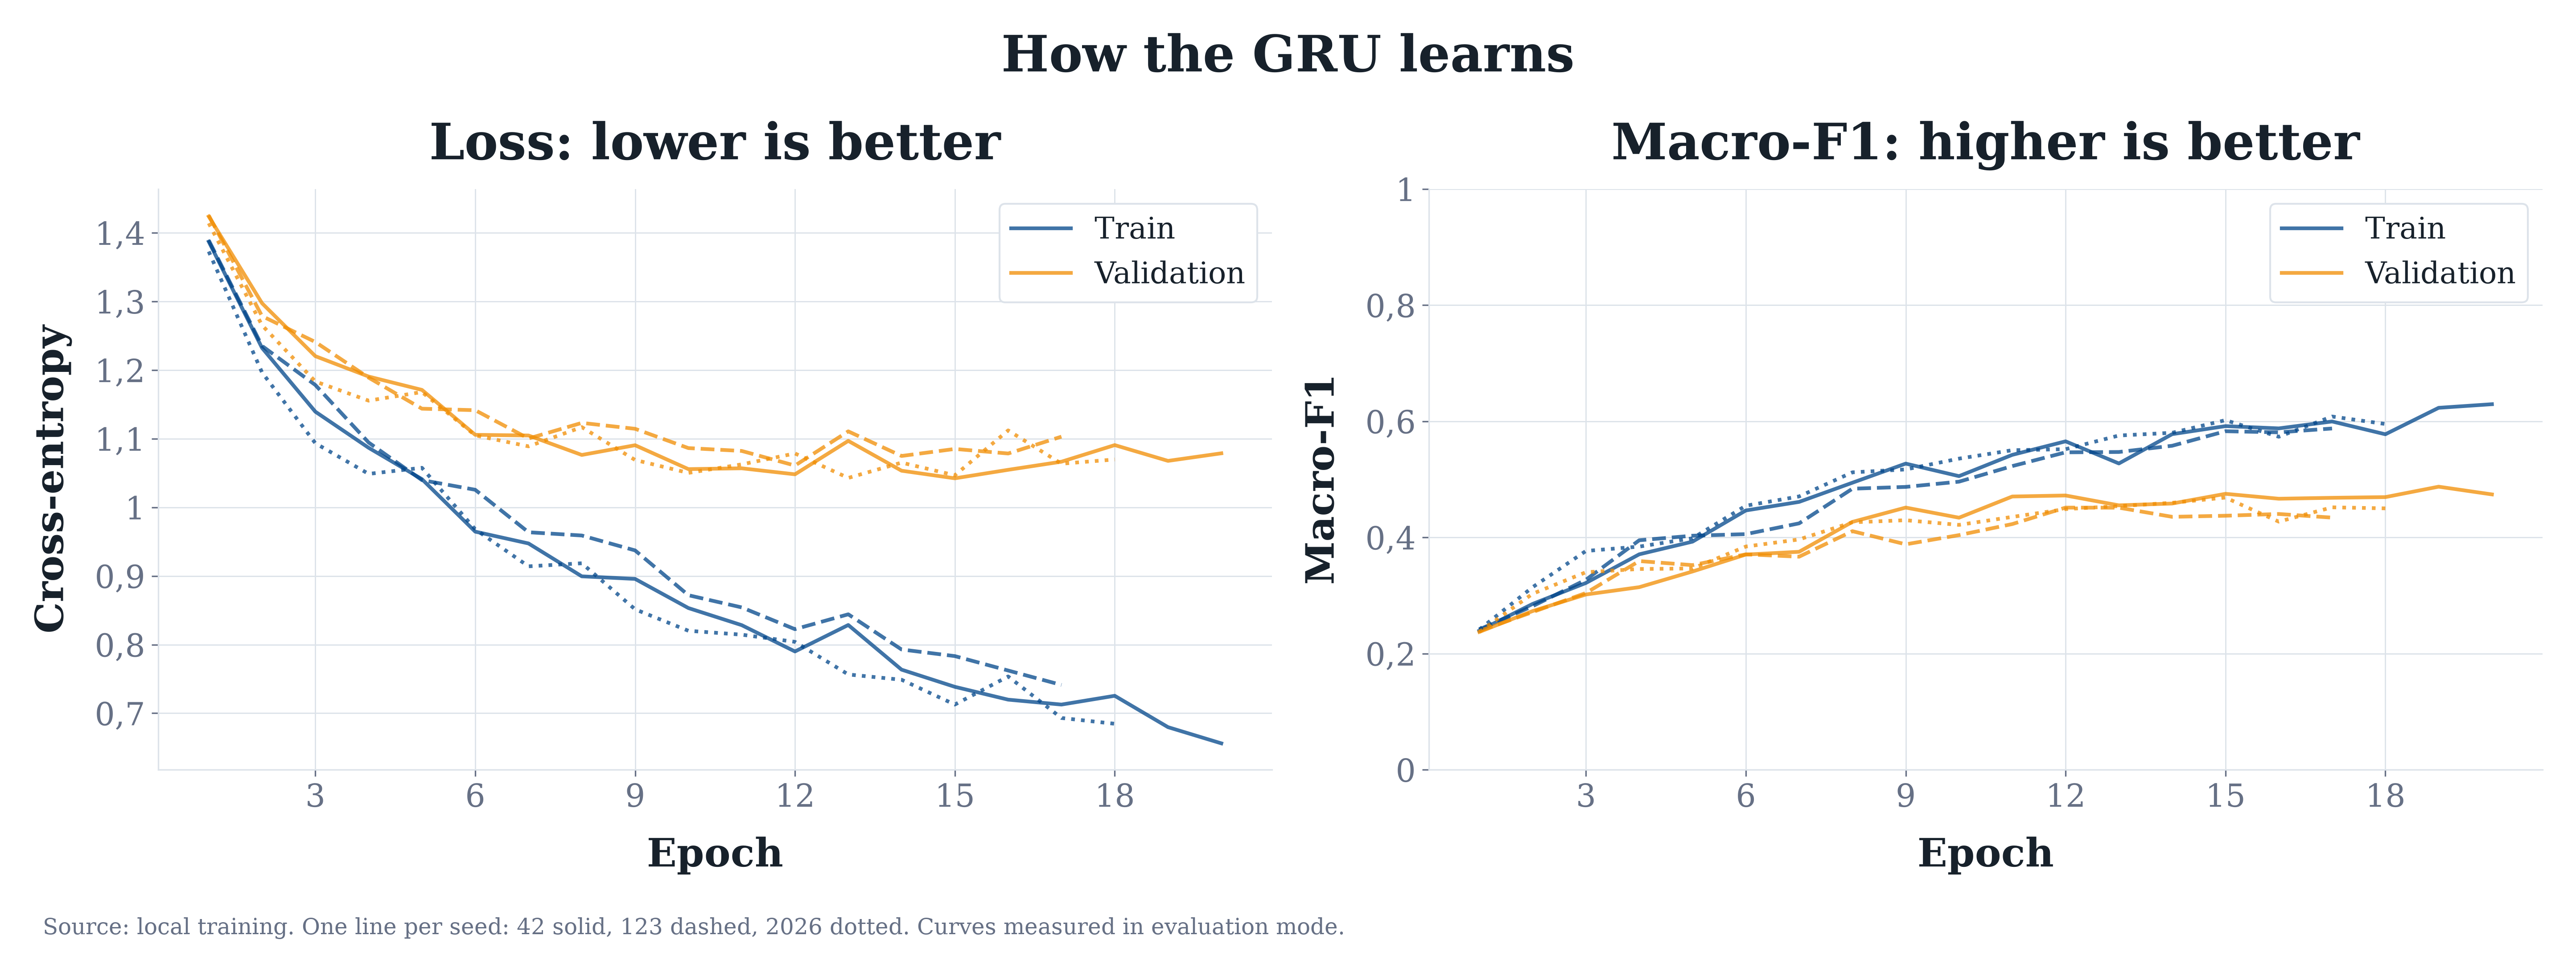 How the GRU learns
Loss: lower is better
Cross-entropy
1,4
1,3
1,2
1,1
1
0,9
0,8
0,7
Train
Validation
3 6 9 12 15 18
Epoch
Macro-F1: higher is better
Macro-F1
1
0,8
0,6
0,4
0,2
0
Train
Validation
3 6 9 12 15 18
Epoch
Source: local training. One line per seed: 42 solid, 123 dashed, 2026 dotted. Curves measured in evaluation mode.